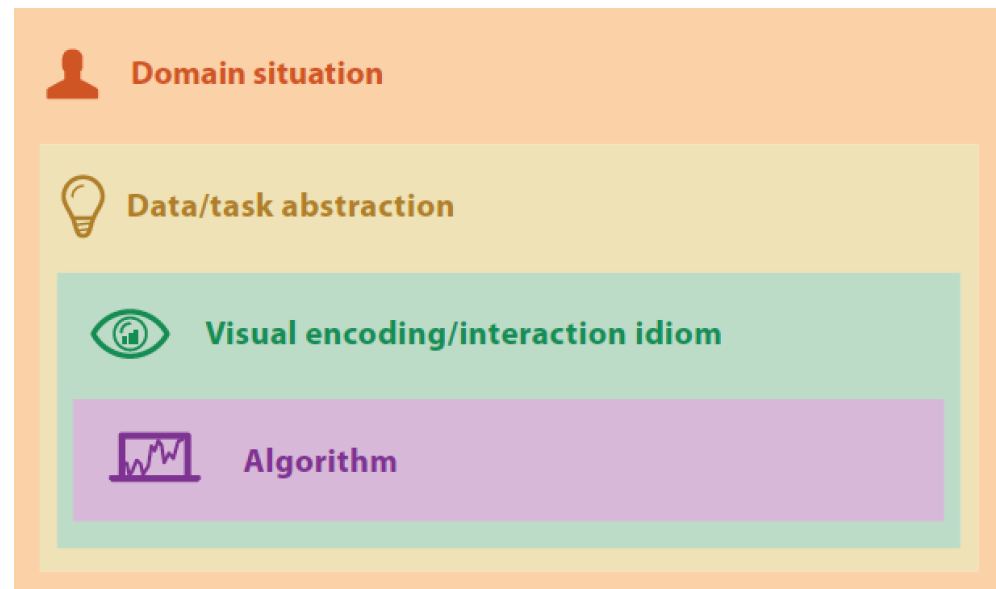 Domain situation
Data/task abstraction
Visual encoding/interaction idiom
Algorithm